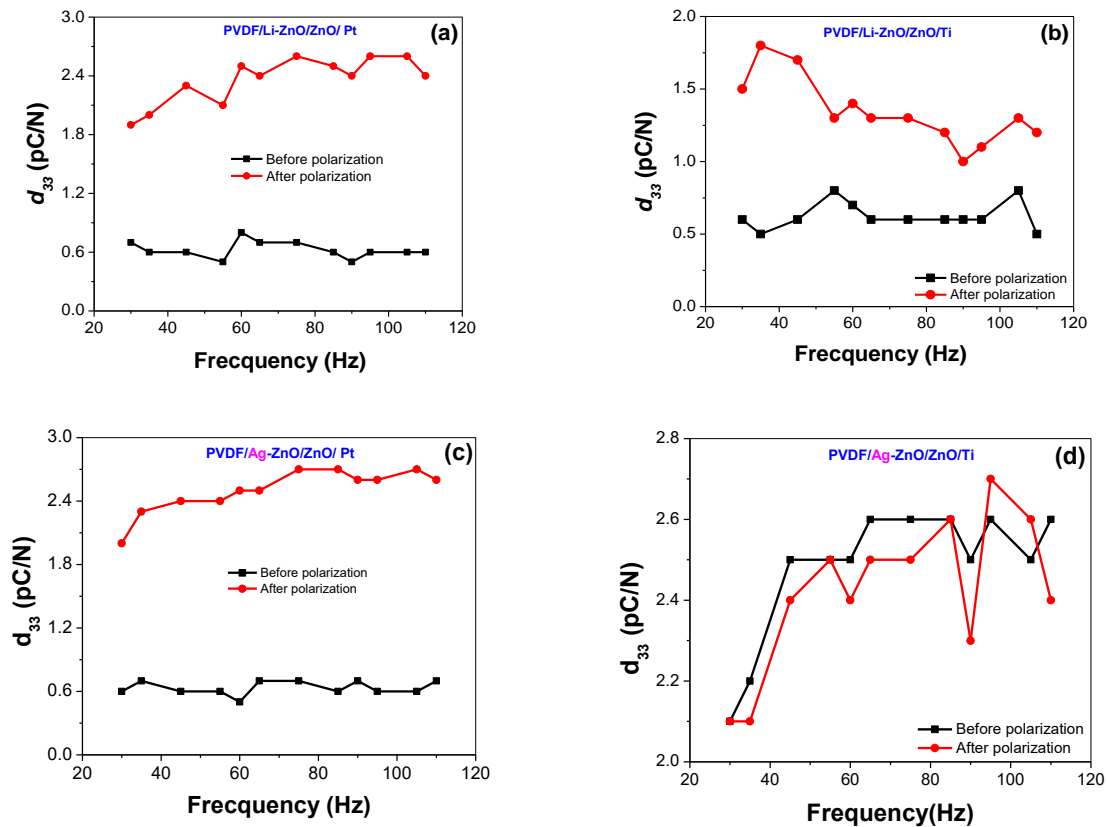 PVDF/Li-ZnO/ZnO/ Pt
(a)
3.0
2.4
1.8
1.2
0.6
0.0
d33 (pC/N)
Before polarization
After polarization
20 40 60 80 100 120
Frecquency (Hz)
PVDF/Li-ZnO/ZnO/Ti
(b)
2.0
1.5
1.0
0.5
0.0
d33 (pC/N)
Before polarization
After polarization
20 40 60 80 100 120
Frecquency (Hz)
PVDF/Ag-ZnO/ZnO/ Pt
(c)
3.0
2.4
1.8
1.2
0.6
0.0
d33 (pC/N)
Before polarization
After polarization
20 40 60 80 100 120
Frecquency (Hz)
PVDF/Ag-ZnO/ZnO/Ti
(d)
2.8
2.6
2.4
2.2
2.0
d33 (pC/N)
Before polarization
After polarization
20 40 60 80 100 120
Frequency(Hz)